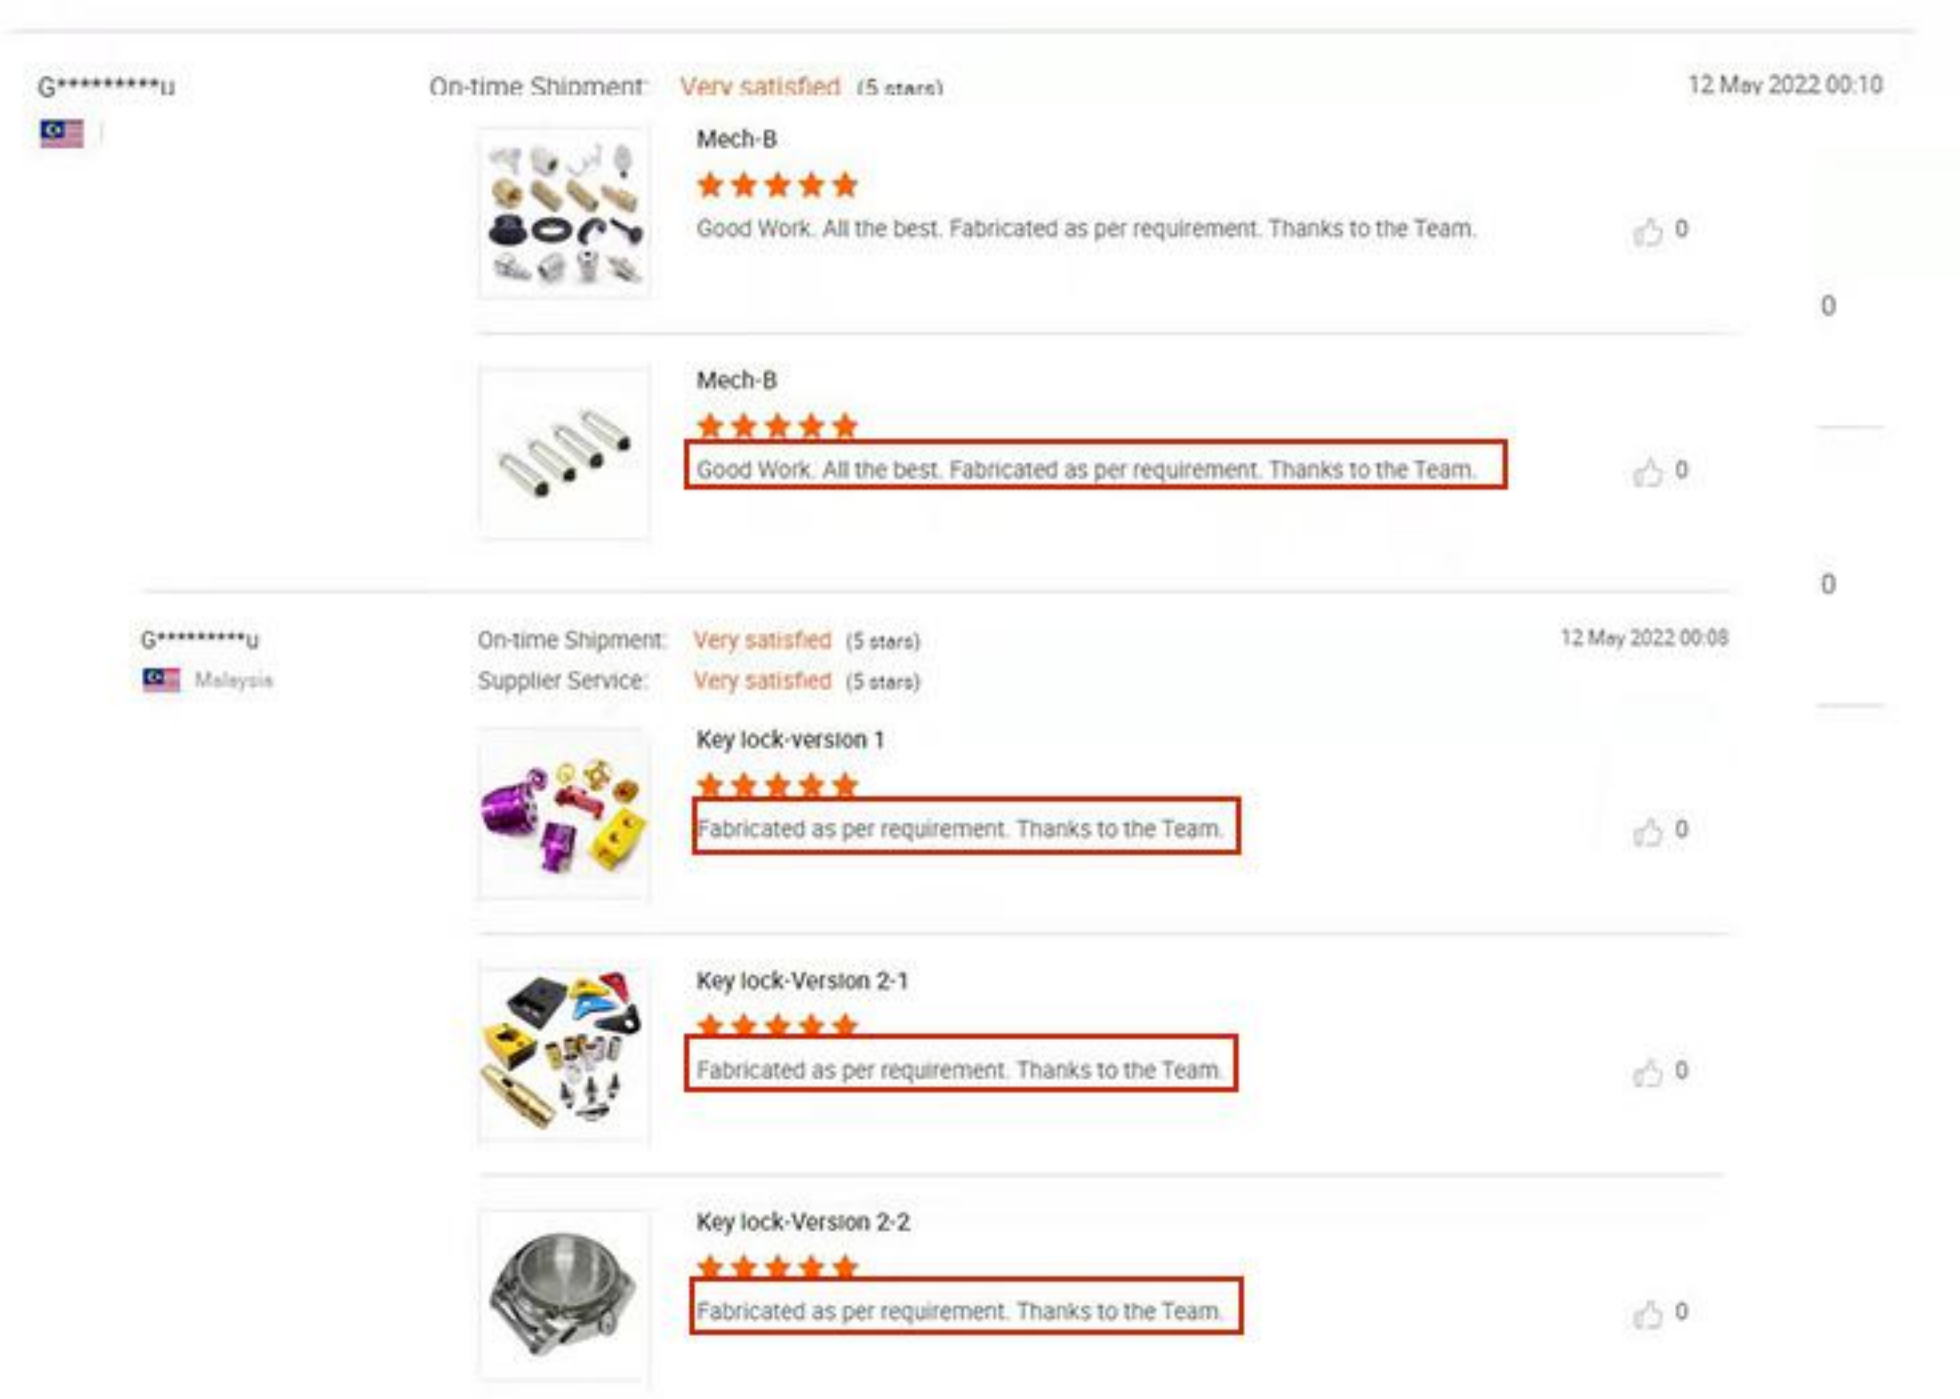 G*********u
On-time Shipment: Very satisfied (5 stars)
12 May 2022 00:10
Mech-B
Good Work. All the best. Fabricated as per requirement. Thanks to the Team.
0
0
Mech-B
Good Work. All the best. Fabricated as per requirement. Thanks to the Team.
0
0
G*********u
On-time Shipment: Very satisfied (5 stars)
12 May 2022 00:08
Malaysia
Supplier Service: Very satisfied (5 stars)
Key lock-version 1
Fabricated as per requirement. Thanks to the Team.
0
Key lock-Version 2-1
Fabricated as per requirement. Thanks to the Team.
0
Key lock-Version 2-2
Fabricated as per requirement. Thanks to the Team.
0